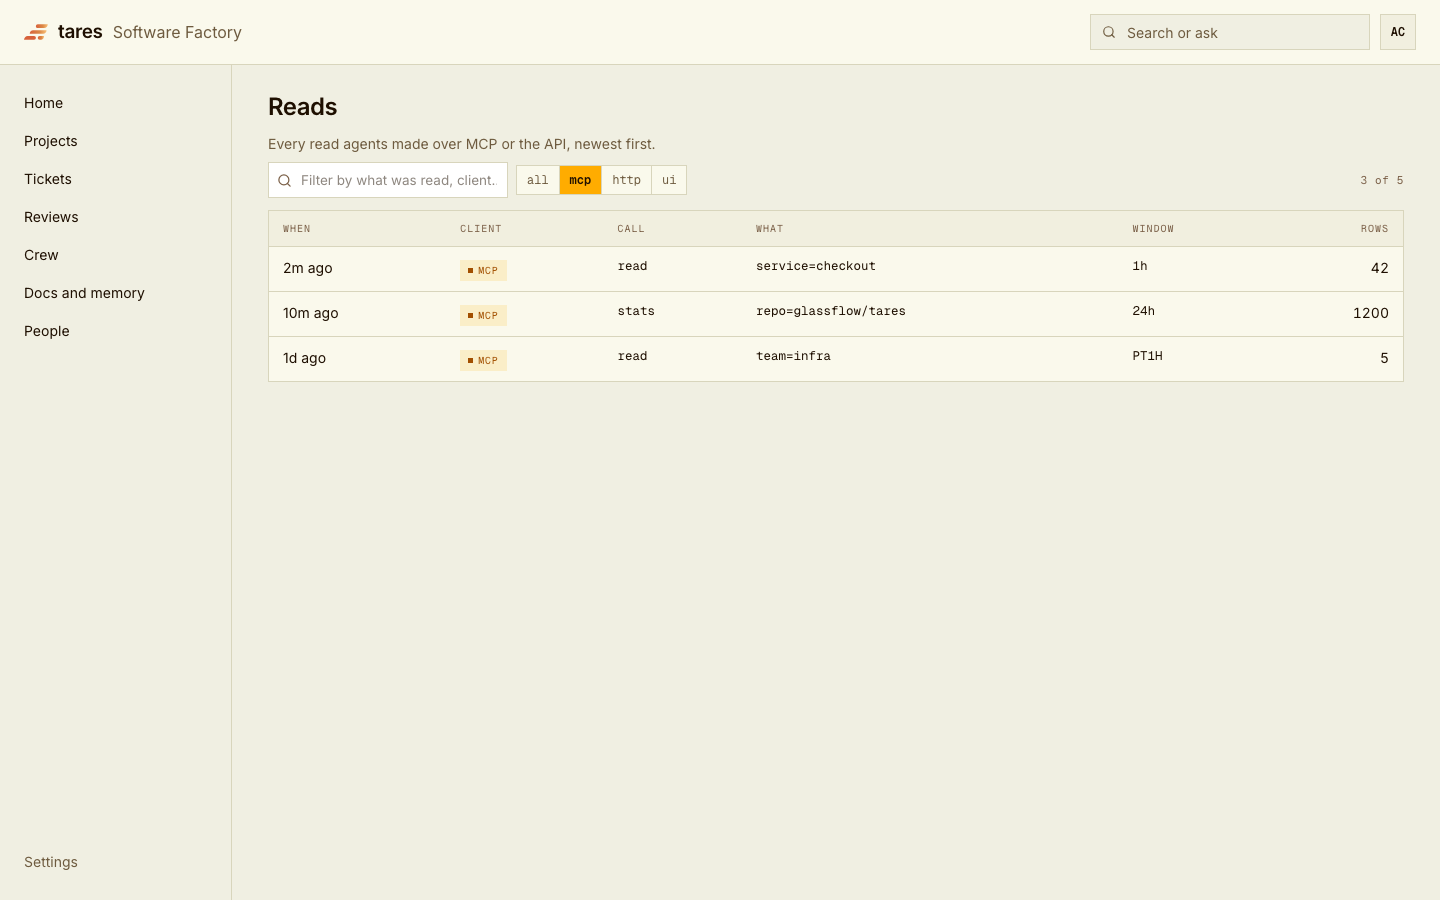 tares Software Factory
Search or ask
AC
Home
Projects
Tickets
Reviews
Crew
Docs and memory
People
Settings
Reads
Every read agents made over MCP or the API, newest first.
Filter by what was read, client..
all mcp http ui
3 of 5
WHEN CLIENT CALL WHAT WINDOW ROWS
2m ago MCP read service=checkout 1h 42
10m ago MCP stats repo=glassflow/tares 24h 1200
1d ago MCP read team=infra PT1H 5